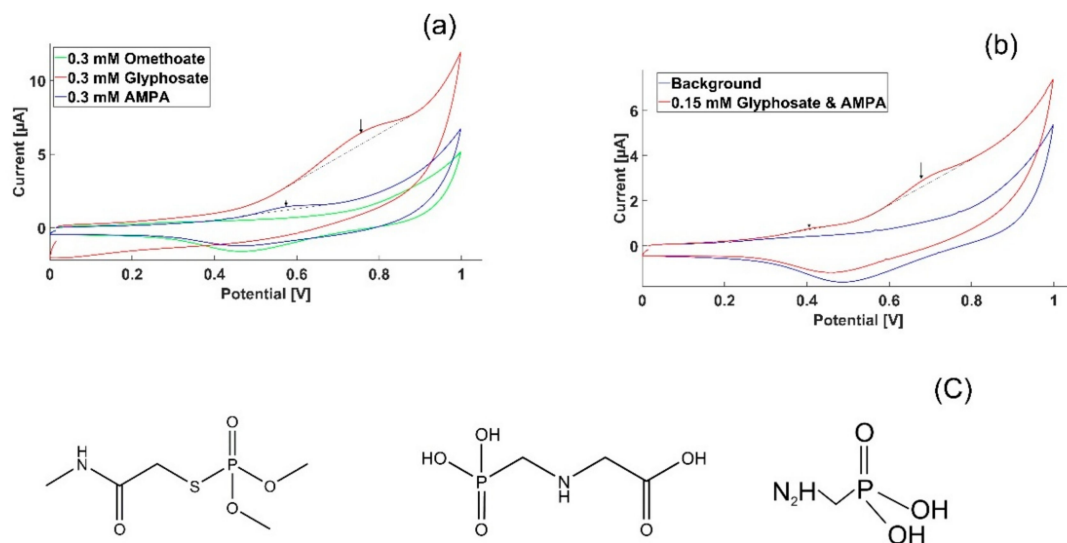 (a)
0.3 mM Omethoate
0.3 mM Glyphosate
0.3 mM AMPA
10
5
0
Current [µA]
0 0.2 0.4 0.6 0.8 1
Potential [V]
(b)
Background
0.15 mM Glyphosate & AMPA
6
4
2
0
Current [µA]
0 0.2 0.4 0.6 0.8 1
Potential [V]
(C)
H
N
O
S
O
P
O
O
OH
HO
P
O
N
H
OH
O
O
N₂H
P
OH
OH